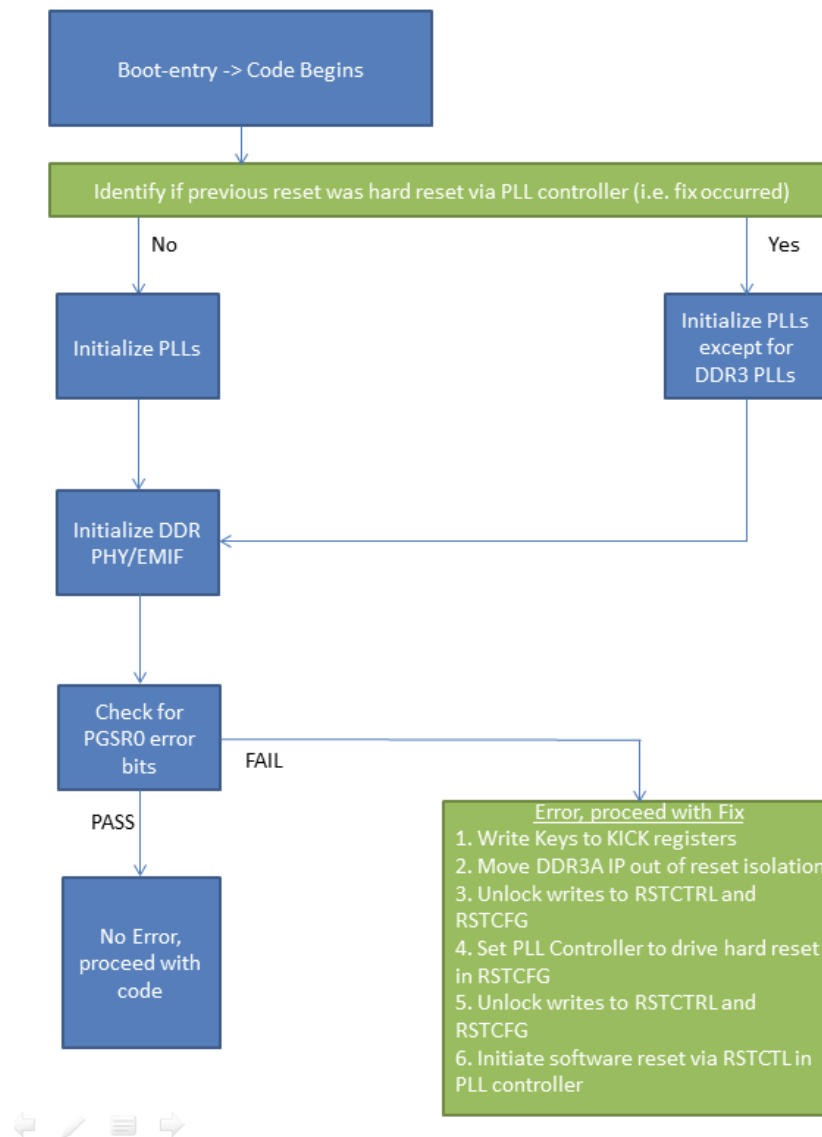 Boot-entry -> Code Begins
Identify if previous reset was hard reset via PLL controller (i.e. fix occurred)
No
Yes
Initialize PLLs
Initialize PLLs
except for
DDR3 PLLs
Initialize DDR
PHY/EMIF
Check for
PGSR0 error
bits
FAIL
PASS
No Error,
proceed with
code
Error, proceed with Fix
1. Write Keys to KICK registers
2. Move DDR3A IP out of reset isolation
3. Unlock writes to RSTCTRL and
RSTCFG
4. Set PLL Controller to drive hard reset
in RSTCFG
5. Unlock writes to RSTCTRL and
RSTCFG
6. Initiate software reset via RSTCTL in
PLL controller